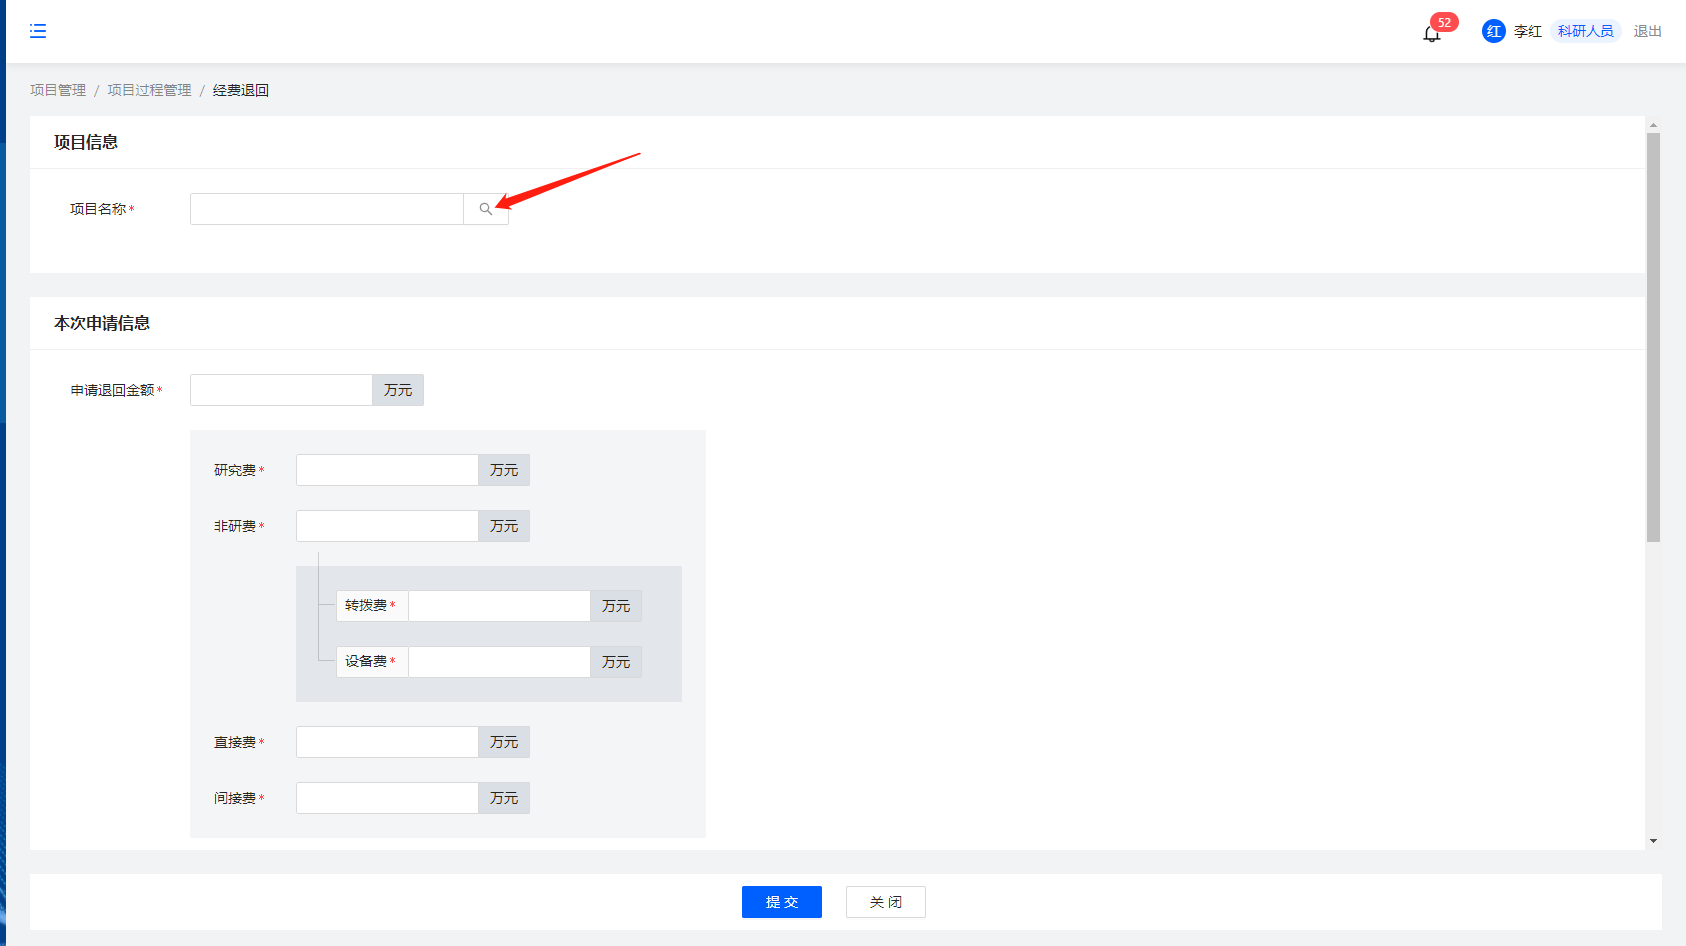 52
红 李红 科研人员 退出
项目管理 / 项目过程管理 / 经费退回
项目信息
项目名称*
本次申请信息
申请退回金额* 万元
研究费* 万元
非研费* 万元
转拨费* 万元
设备费* 万元
直接费* 万元
间接费* 万元
提 交 关 闭